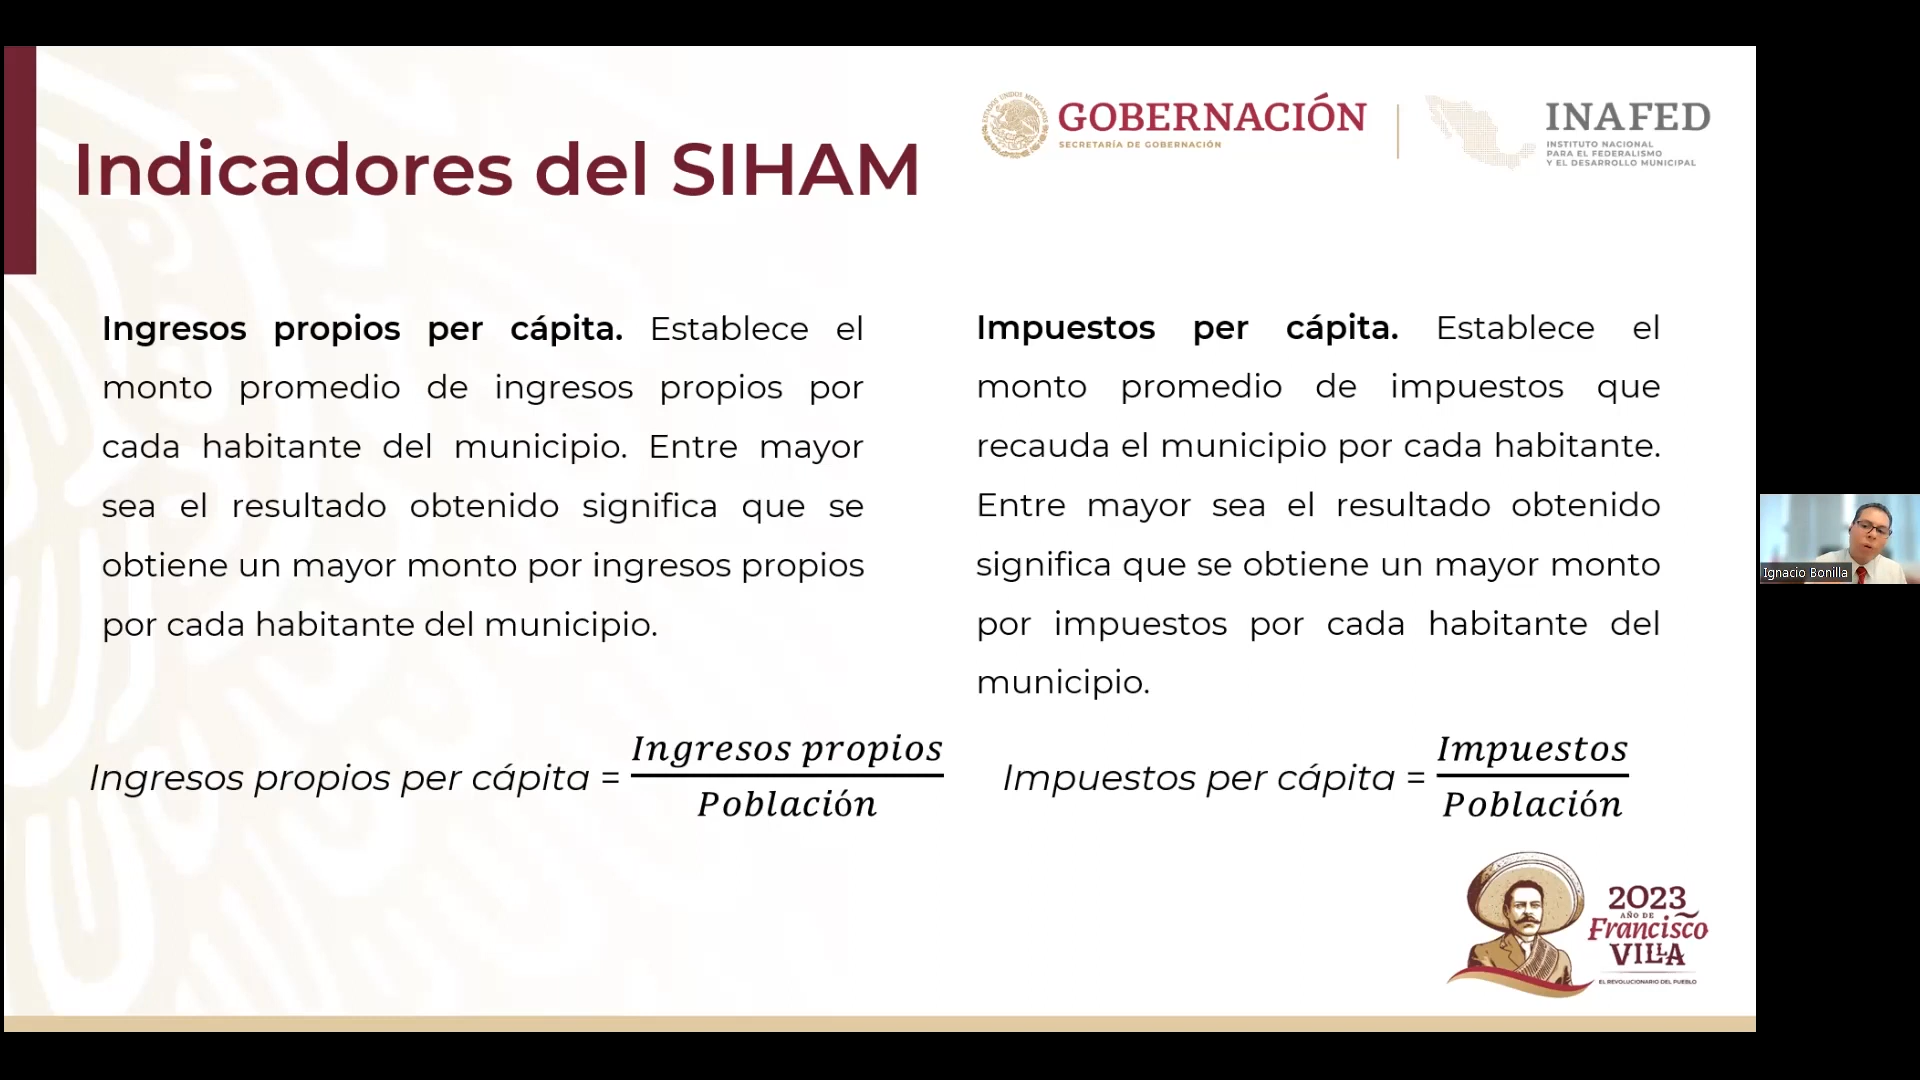 Indicadores del SIHAM
GOBERNACIÓN
SECRETARÍA DE GOBERNACIÓN
INAFED
INSTITUTO NACIONAL
PARA EL FEDERALISMO
Y EL DESARROLLO MUNICIPAL
Ingresos propios per cápita. Establece el
monto promedio de ingresos propios por
cada habitante del municipio. Entre mayor
sea el resultado obtenido significa que se
obtiene un mayor monto por ingresos propios
por cada habitante del municipio.
Ingresos propios per cápita = Ingresos propios
Población
Impuestos per cápita. Establece el
monto promedio de impuestos que
recauda el municipio por cada habitante.
Entre mayor sea el resultado obtenido
significa que se obtiene un mayor monto
por impuestos por cada habitante del
municipio.
Impuestos per cápita = Impuestos
Población
2023
AÑO DE
Francisco
VILLA
EL REVOLUCIONARIO DEL PUEBLO
Ignacio Bonilla